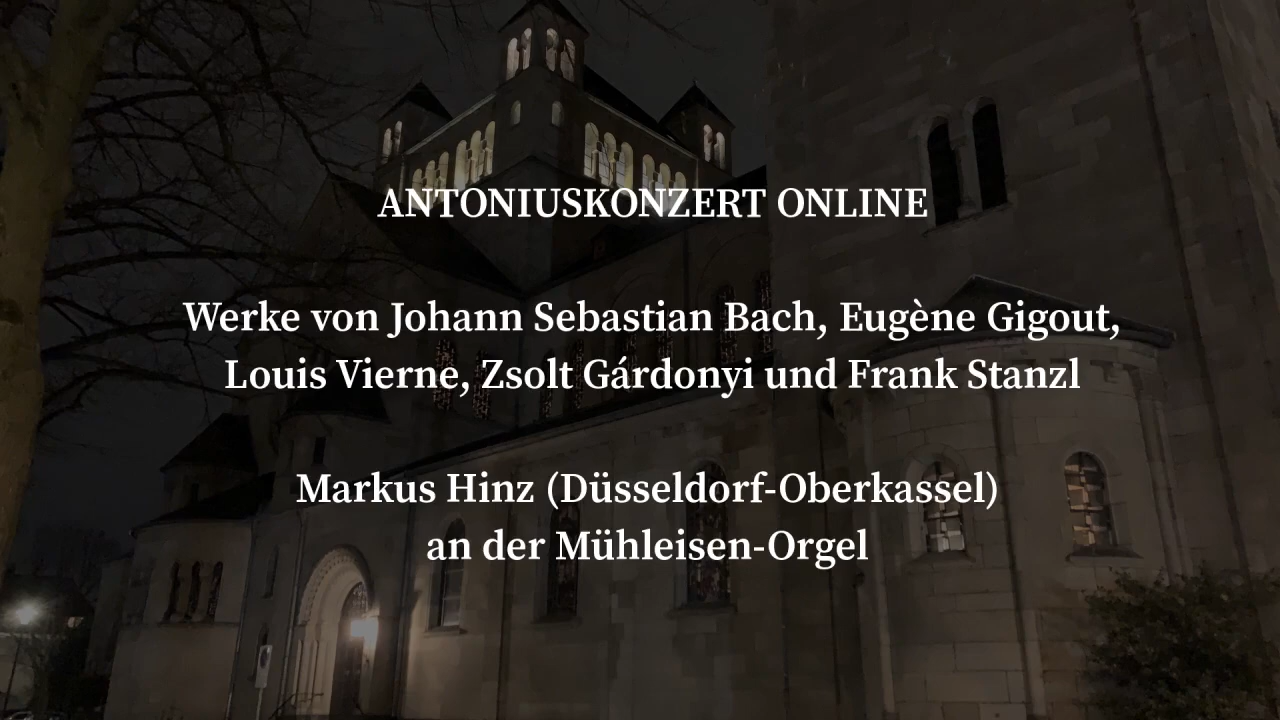 ANTONIUSKONZERT ONLINE
Werke von Johann Sebastian Bach, Eugène Gigout,
Louis Vierne, Zsolt Gárdonyi und Frank Stanzl
Markus Hinz (Düsseldorf-Oberkassel)
an der Mühleisen-Orgel